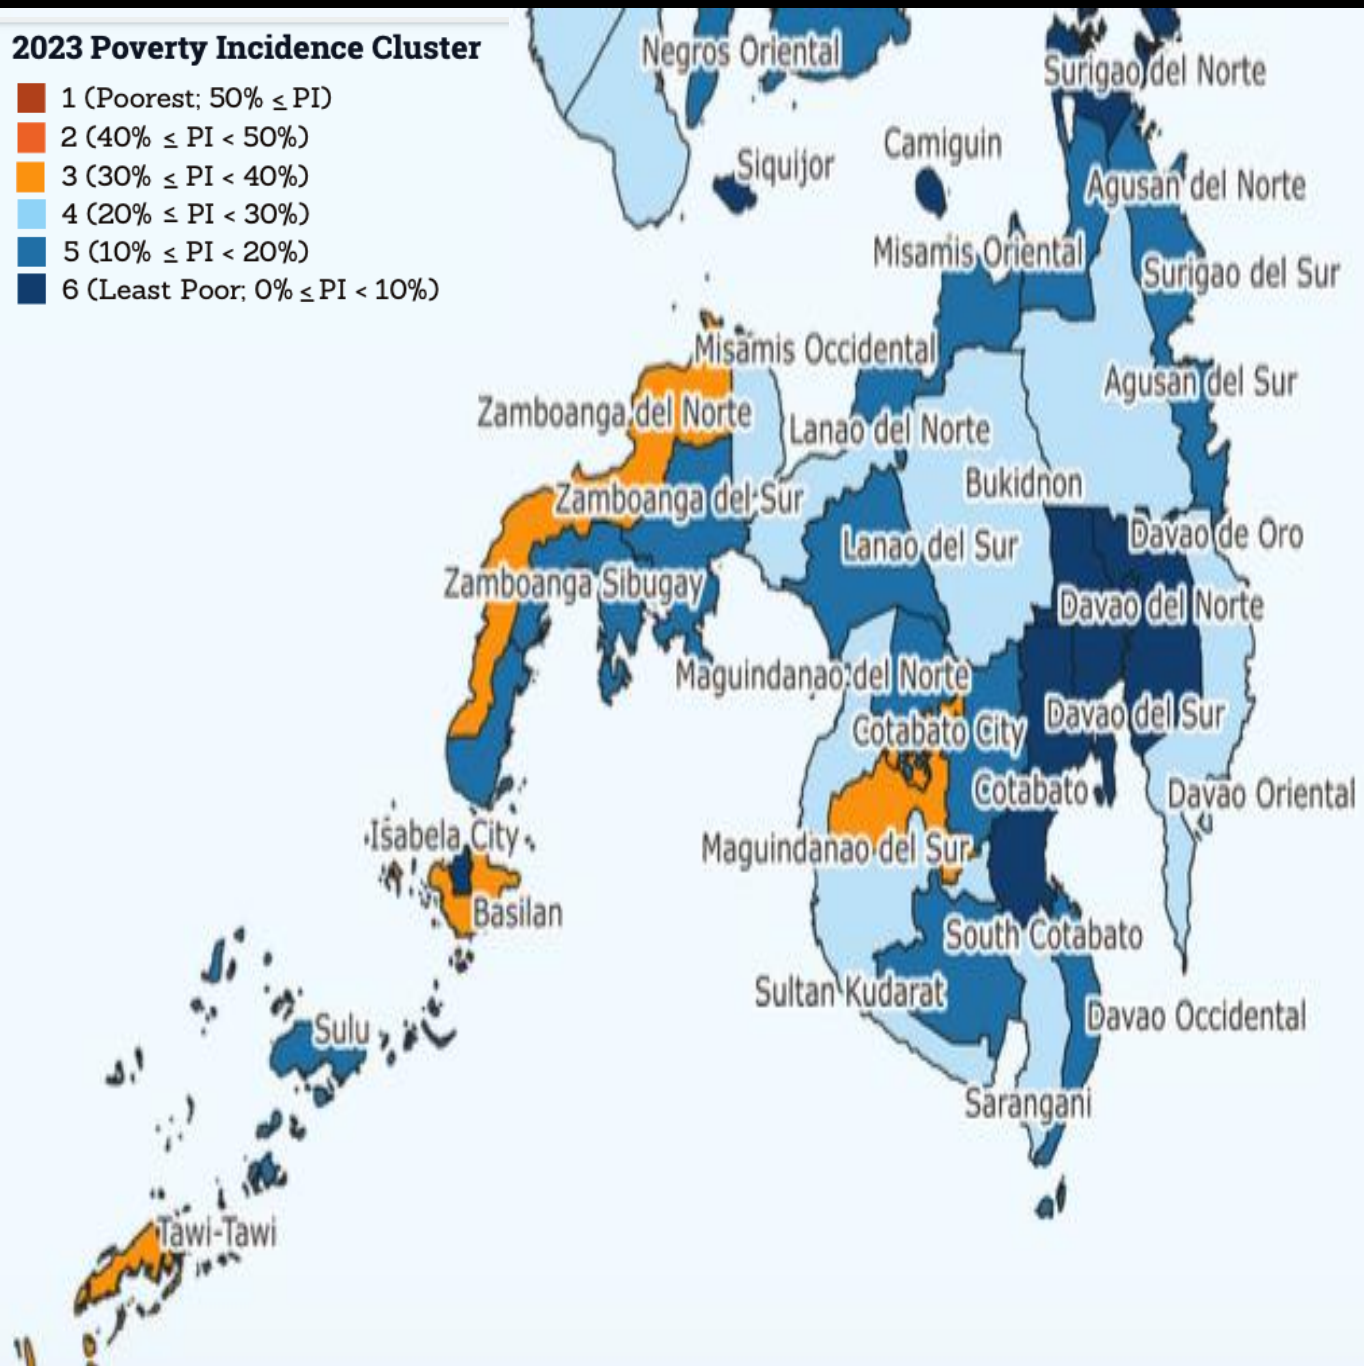 2023 Poverty Incidence Cluster
1 (Poorest; 50% ≤ PI)
2 (40% ≤ PI < 50%)
3 (30% ≤ PI < 40%)
4 (20% ≤ PI < 30%)
5 (10% ≤ PI < 20%)
6 (Least Poor; 0% ≤ PI < 10%)
Negros Oriental
Surigao del Norte
Siquijor
Camiguin
Agusan del Norte
Misamis Oriental
Surigao del Sur
Misamis Occidental
Agusan del Sur
Zamboanga del Norte
Lanao del Norte
Bukidnon
Zamboanga del Sur
Davao de Oro
Lanao del Sur
Zamboanga Sibugay
Davao del Norte
Maguindanao del Norte
Davao del Sur
Cotabato City
Cotabato
Davao Oriental
Isabela City
Maguindanao del Sur
Basilan
South Cotabato
Sultan Kudarat
Davao Occidental
Sulu
Sarangani
Tawi-Tawi